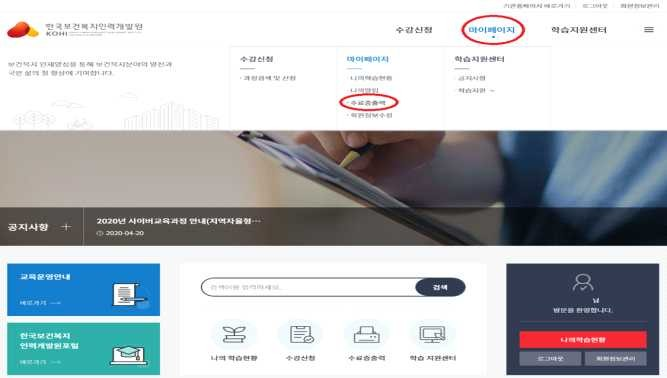 기관홈페이지 바로가기 로그아웃 회원정보관리
한국보건복지인력개발원
KOHI
수강신청 마이페이지 학습지원센터
보건복지 인재양성을 통해 보건복지분야의 발전과
국민 삶의 질 향상에 기여합니다.
수강신청 마이페이지 학습지원센터
· 과정검색 및 신청 · 나의학습현황 · 공지사항
· 나의알림 · 학습지원
· 수료증출력
· 회원정보수정
공지사항 +
2020년 사이버교육과정 안내(지역자율형…
2020-04-20
교육운영안내
바로가기
한국보건복지
인력개발원포털
바로가기
검색어를 입력하세요. 검색
나의 학습현황 수강신청 수료증출력 학습 지원센터
님
방문을 환영합니다.
나의학습현황
로그아웃 회원정보관리